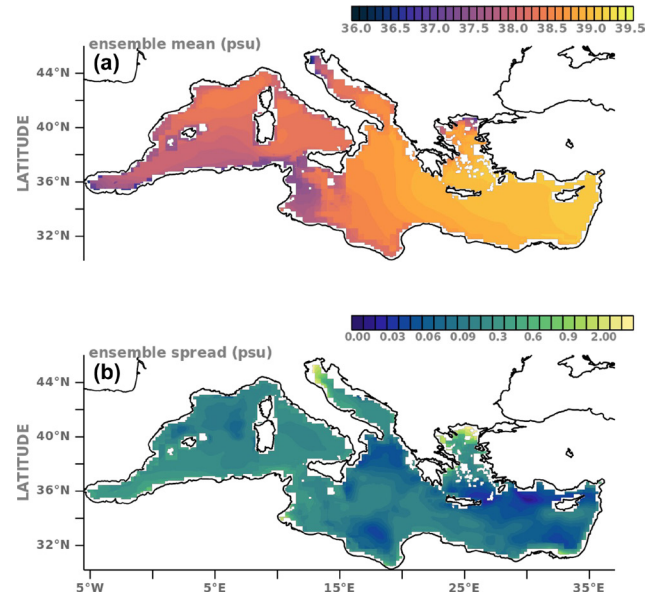 36.0 36.5 37.0 37.5 38.0 38.5 39.0 39.5
ensemble mean (psu)
(a)
44°N
40°N
36°N
32°N
LATITUDE
0.00 0.03 0.06 0.09 0.3 0.6 0.9 2.00
ensemble spread (psu)
(b)
44°N
40°N
36°N
32°N
LATITUDE
5°W 5°E 15°E 25°E 35°E